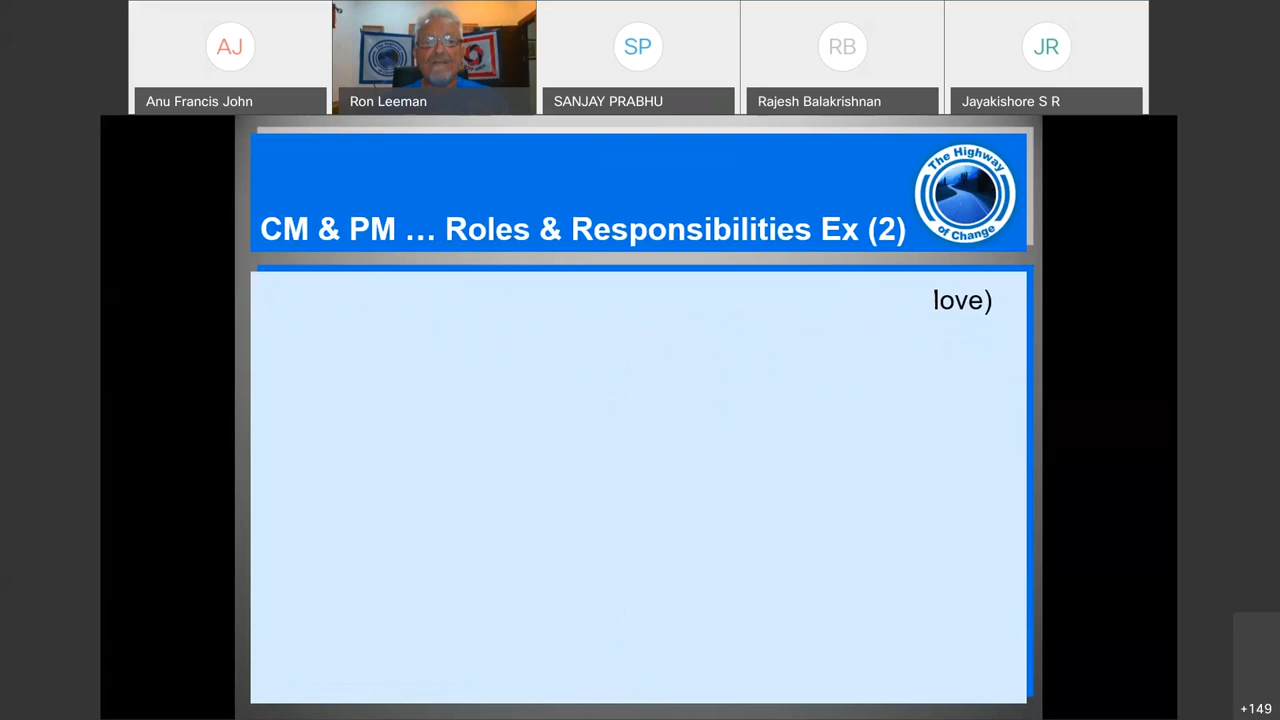 AJ
SP
RB
JR
Anu Francis John
Ron Leeman
SANJAY PRABHU
Rajesh Balakrishnan
Jayakishore S R
The Highway
of Change
CM & PM … Roles & Responsibilities Ex (2)
love)
+149